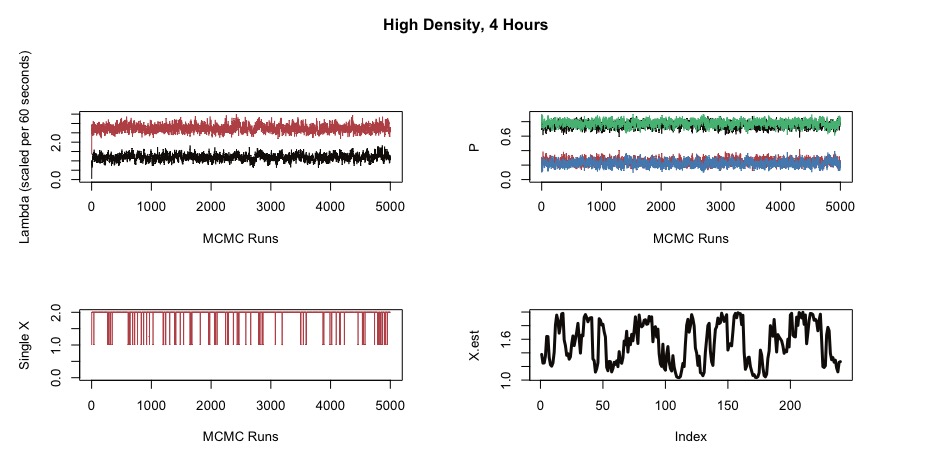 High Density, 4 Hours
Lambda (scaled per 60 seconds)
0.0 2.0
0 1000 2000 3000 4000 5000
MCMC Runs
P
0.0 0.6
0 1000 2000 3000 4000 5000
MCMC Runs
Single X
0.0 1.0 2.0
0 1000 2000 3000 4000 5000
MCMC Runs
X.est
1.0 1.6
0 50 100 150 200
Index